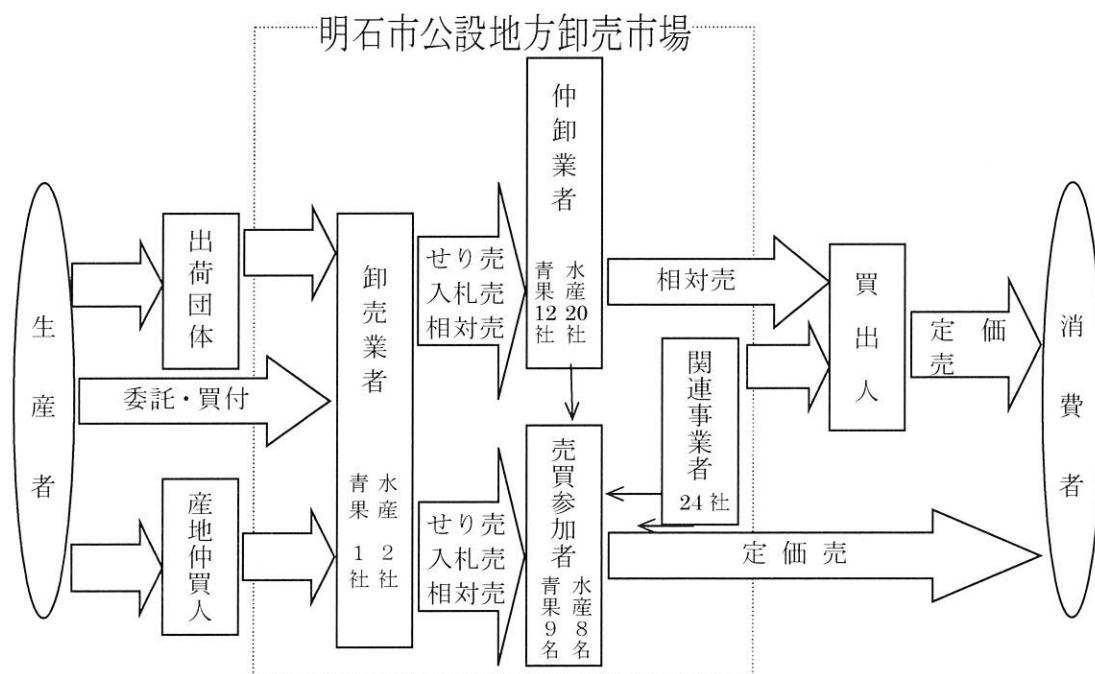 明石市公設地方卸売市場
生産者
出荷団体
委託・買付
産地仲買人
卸売業者
水産 2社
青果 1社
せり売
入札売
相対売
せり売
入札売
相対売
仲卸業者
水産20社
青果12社
売買参加者
水産8名
青果9名
相対売
関連事業者
24社
買出人
定価売
定価売
消費者